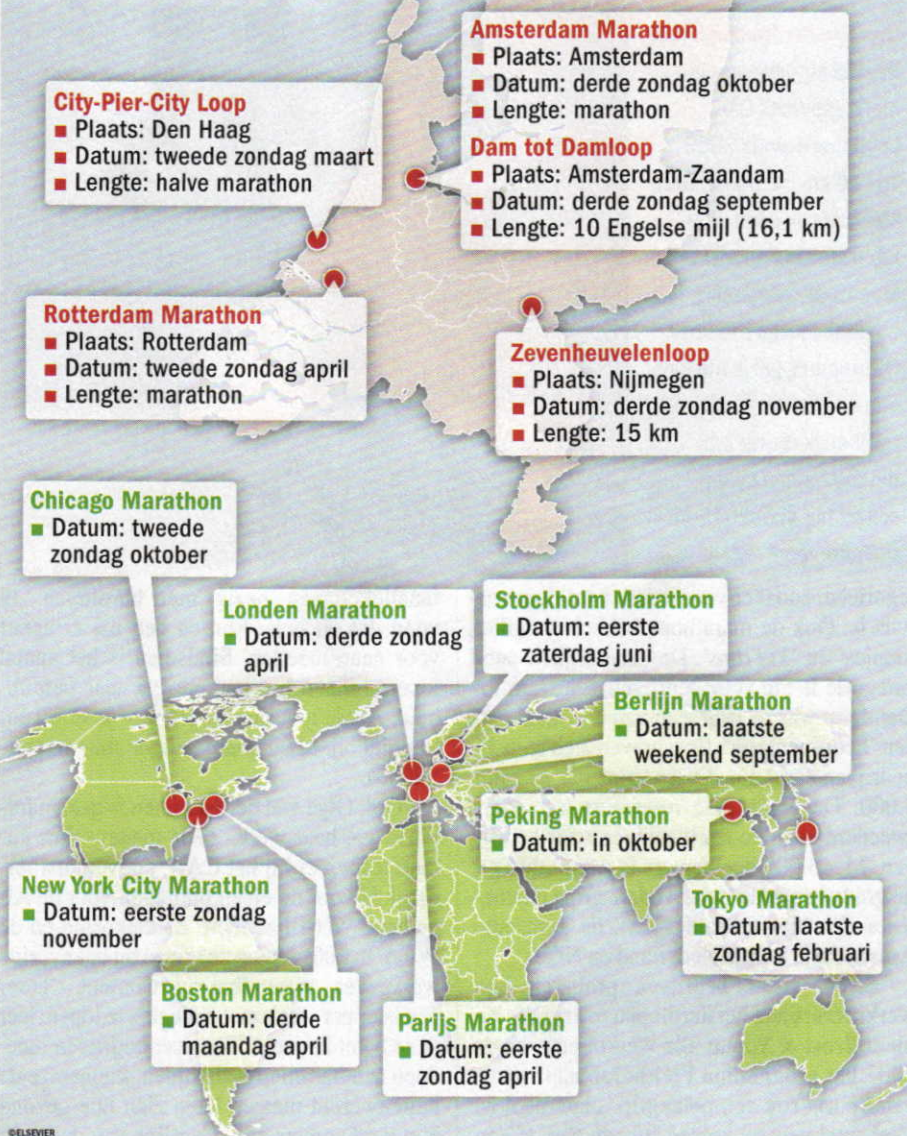 Amsterdam Marathon
■ Plaats: Amsterdam
■ Datum: derde zondag oktober
■ Lengte: marathon
Dam tot Damloop
■ Plaats: Amsterdam-Zaandam
■ Datum: derde zondag september
■ Lengte: 10 Engelse mijl (16,1 km)
City-Pier-City Loop
■ Plaats: Den Haag
■ Datum: tweede zondag maart
■ Lengte: halve marathon
Rotterdam Marathon
■ Plaats: Rotterdam
■ Datum: tweede zondag april
■ Lengte: marathon
Zevenheuvelenloop
■ Plaats: Nijmegen
■ Datum: derde zondag november
■ Lengte: 15 km
Chicago Marathon
■ Datum: tweede
zondag oktober
Londen Marathon
■ Datum: derde zondag
april
Stockholm Marathon
■ Datum: eerste
zaterdag juni
Berlijn Marathon
■ Datum: laatste
weekend september
Peking Marathon
■ Datum: in oktober
New York City Marathon
■ Datum: eerste zondag
november
Tokyo Marathon
■ Datum: laatste
zondag februari
Boston Marathon
■ Datum: derde
maandag april
Parijs Marathon
■ Datum: eerste
zondag april
©ELSEVIER